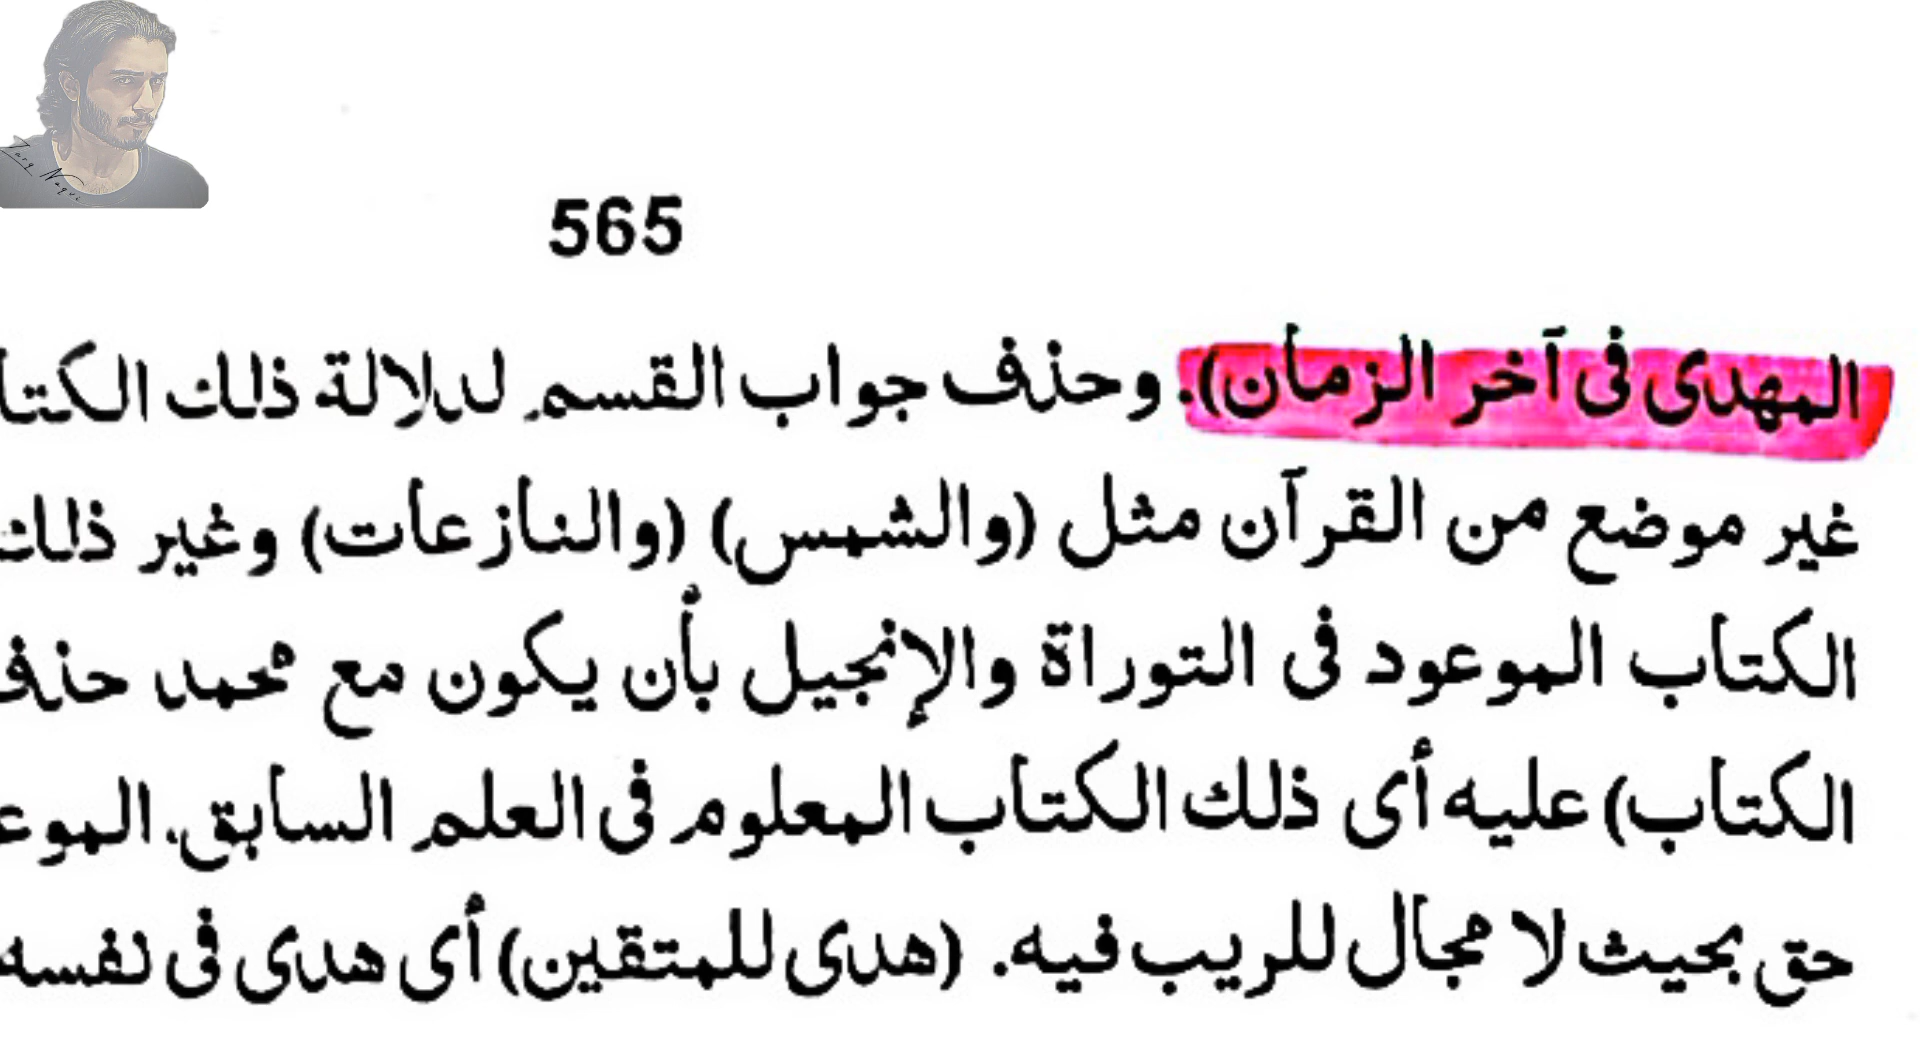 Zarq Naqvi
565
المهدى فى آخر الزمان). وحذف جواب القسم لدلالة ذلك الكتا
غير موضع من القرآن مثل (والشمس) (والنازعات) وغير ذلك
الكتاب الموعود فى التوراة والإنجيل بأن يكون مع محمد حذف
الكتاب) عليه أى ذلك الكتاب المعلوم فى العلم السابق. الموع
حق بحيث لا مجال للريب فيه. (هدى للمتقين) أى هدى فى نفسه